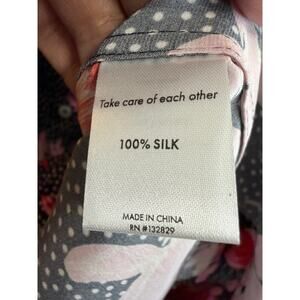 Take care of each other
100% SILK
MADE IN CHINA
RN #132829